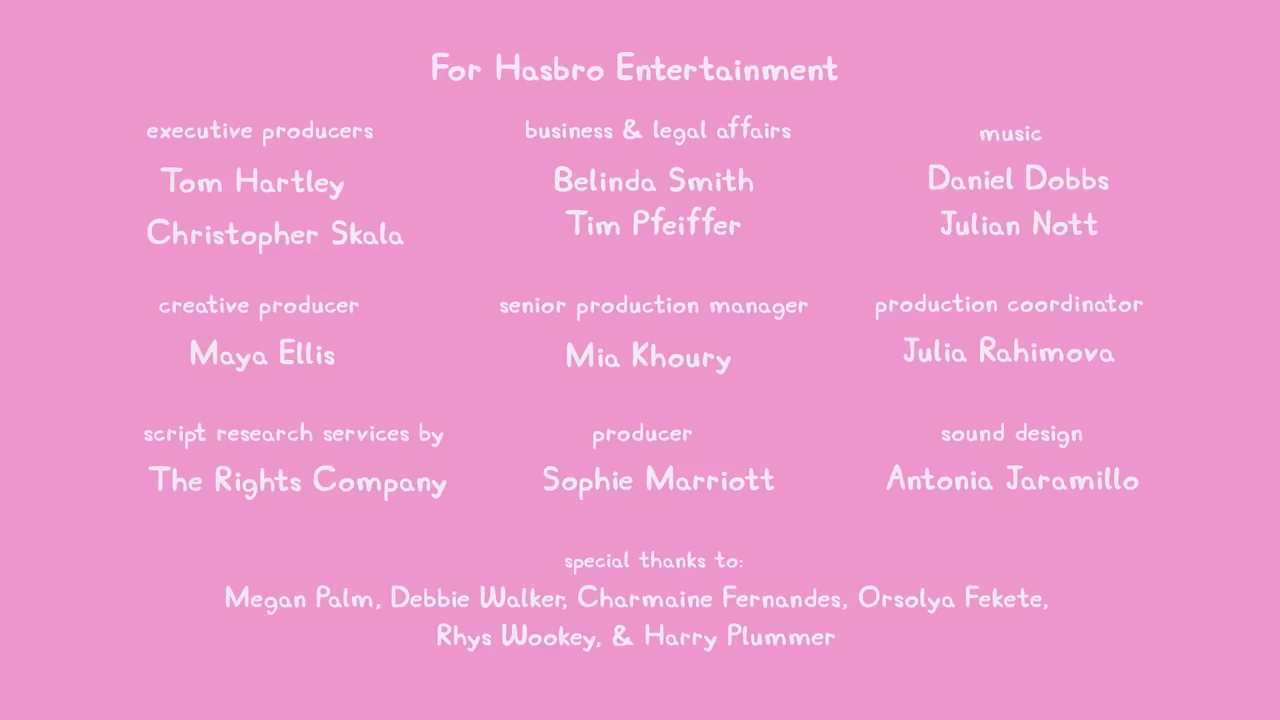 For Hasbro Entertainment
executive producers
Tom Hartley
Christopher Skala
business & legal affairs
Belinda Smith
Tim Pfeiffer
music
Daniel Dobbs
Julian Nott
creative producer
Maya Ellis
senior production manager
Mia Khoury
production coordinator
Julia Rahimova
script research services by
The Rights Company
producer
Sophie Marriott
sound design
Antonia Jaramillo
special thanks to:
Megan Palm, Debbie Walker, Charmaine Fernandes, Orsolya Fekete,
Rhys Wookey, & Harry Plummer